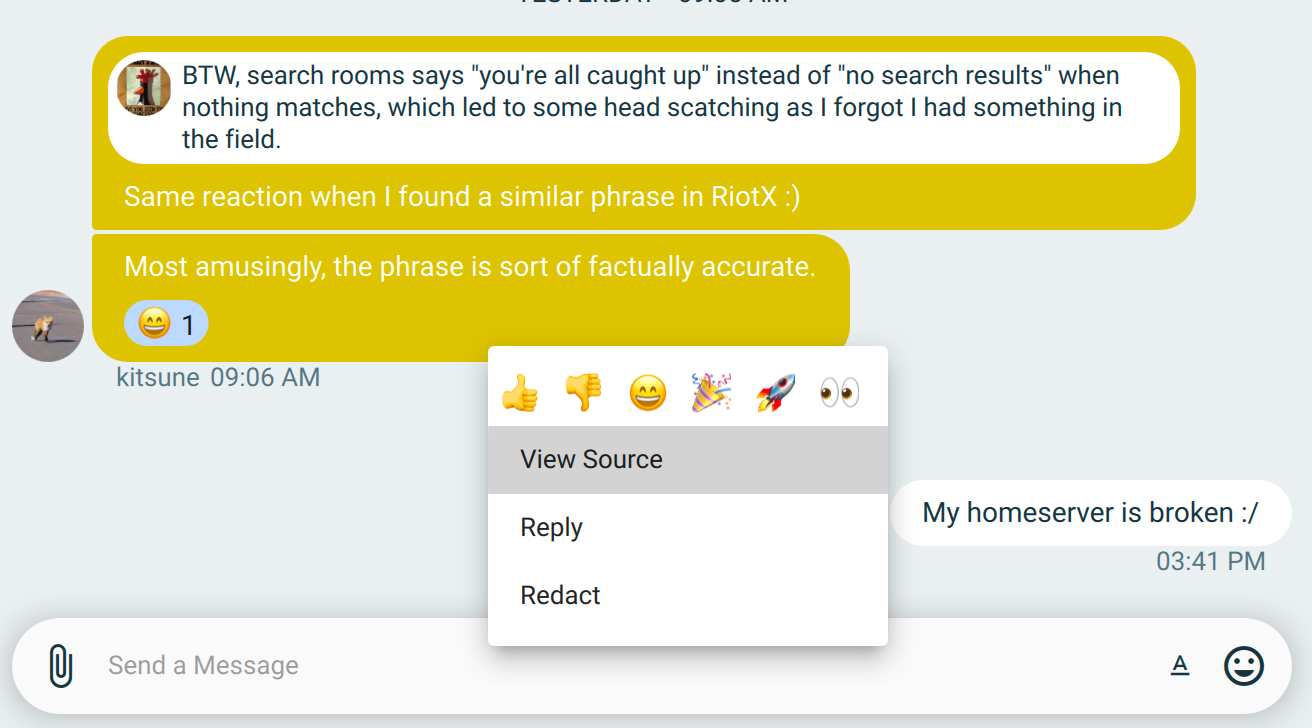 YESTERDAY
BTW, search rooms says "you're all caught up" instead of "no search results" when
nothing matches, which led to some head scatching as I forgot I had something in
the field.
Same reaction when I found a similar phrase in RiotX :)
Most amusingly, the phrase is sort of factually accurate.
1
kitsune 09:06 AM
View Source
Reply
Redact
My homeserver is broken :/
03:41 PM
Send a Message
A